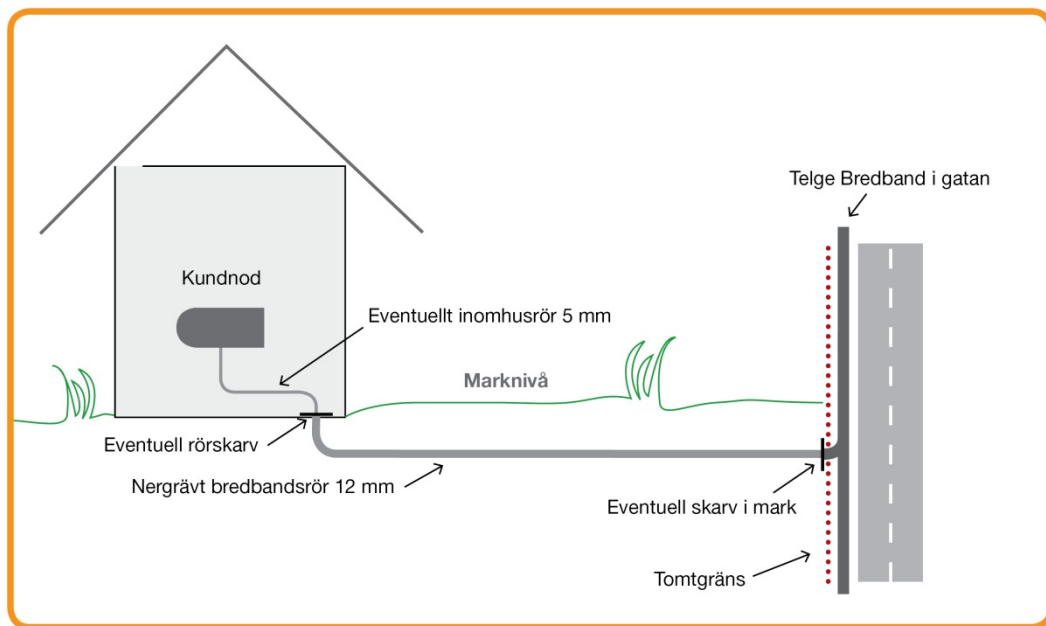 Telge Bredband i gatan
Kundnod
Eventuellt inomhusrör 5 mm
Marknivå
Eventuell rörskarv
Nergrävt bredbandsrör 12 mm
Eventuell skarv i mark
Tomtgräns